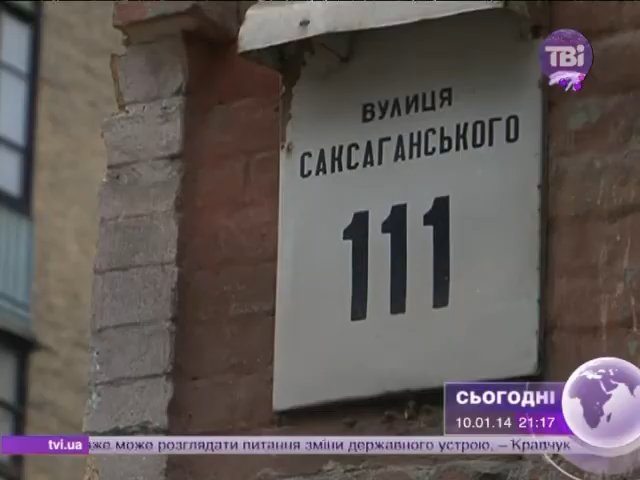 ТВі
ВУЛИЦЯ
САКСАГАНСЬКОГО
111
СЬОГОДНІ
10.01.14 21:17
tvi.ua же може розглядати питання зміни державного устрою, – Кравчук